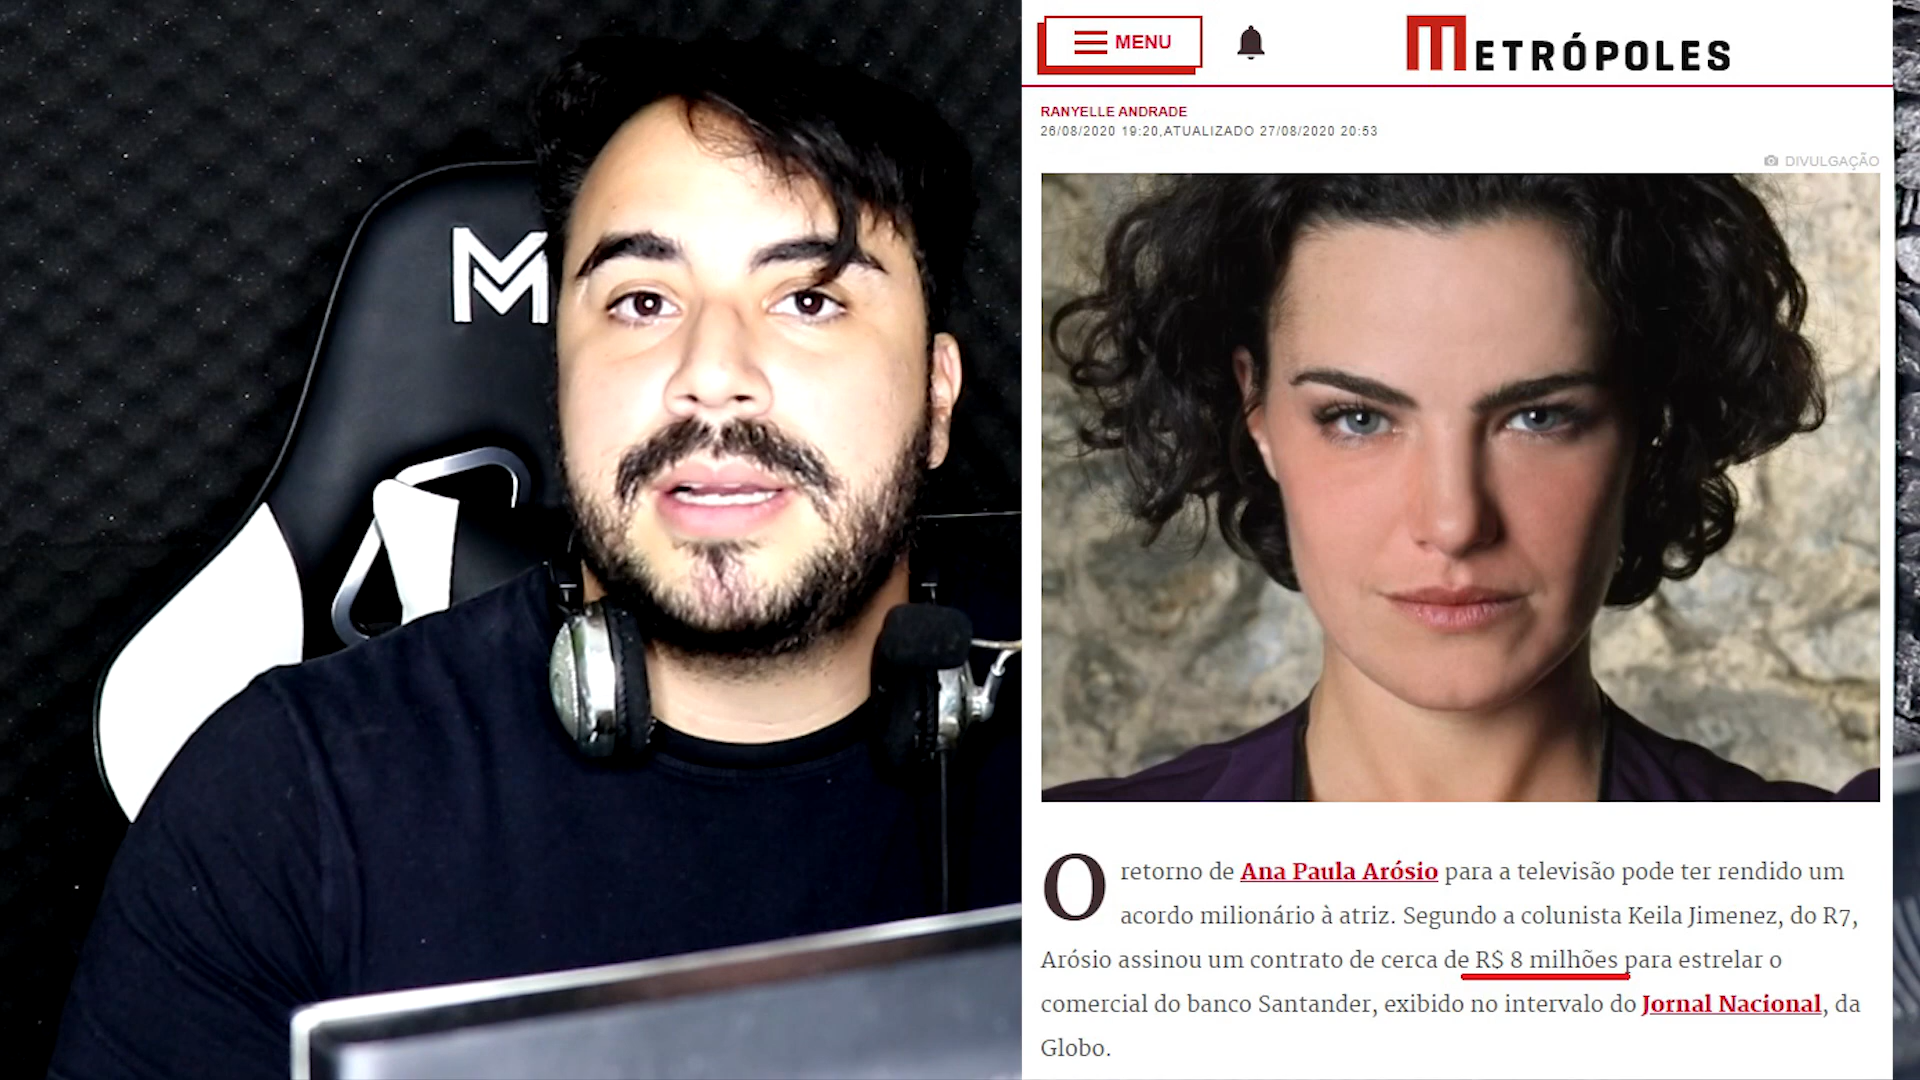 M
MENU
METRÓPOLES
RANYELLE ANDRADE
26/08/2020 19:20,ATUALIZADO 27/08/2020 20:53
DIVULGAÇÃO
O retorno de Ana Paula Arósio para a televisão pode ter rendido um
acordo milionário à atriz. Segundo a colunista Keila Jimenez, do R7,
Arósio assinou um contrato de cerca de R$ 8 milhões para estrelar o
comercial do banco Santander, exibido no intervalo do Jornal Nacional, da
Globo.